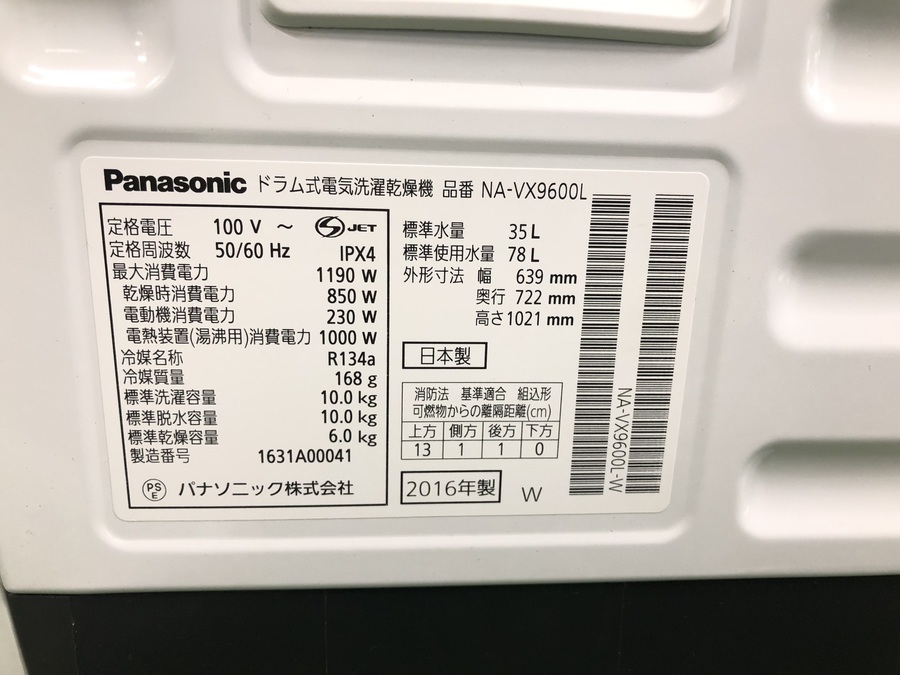 Panasonic ドラム式電気洗濯乾燥機 品番 NA-VX9600L
定格電圧 100 V ～ JET
定格周波数 50/60 Hz IPX4
最大消費電力 1190 W
乾燥時消費電力 850 W
電動機消費電力 230 W
電熱装置(湯沸用)消費電力 1000 W
冷媒名称 R134a
冷媒質量 168 g
標準洗濯容量 10.0 kg
標準脱水容量 10.0 kg
標準乾燥容量 6.0 kg
製造番号 1631A00041
PSE パナソニック株式会社
標準水量 35 L
標準使用水量 78 L
外形寸法 幅 639 mm
奥行 722 mm
高さ 1021 mm
日本製
消防法 基準適合 組込形
可燃物からの離隔距離(cm)
上方 側方 後方 下方
13 1 1 0
2016年製 W
NA-VX9600L-W